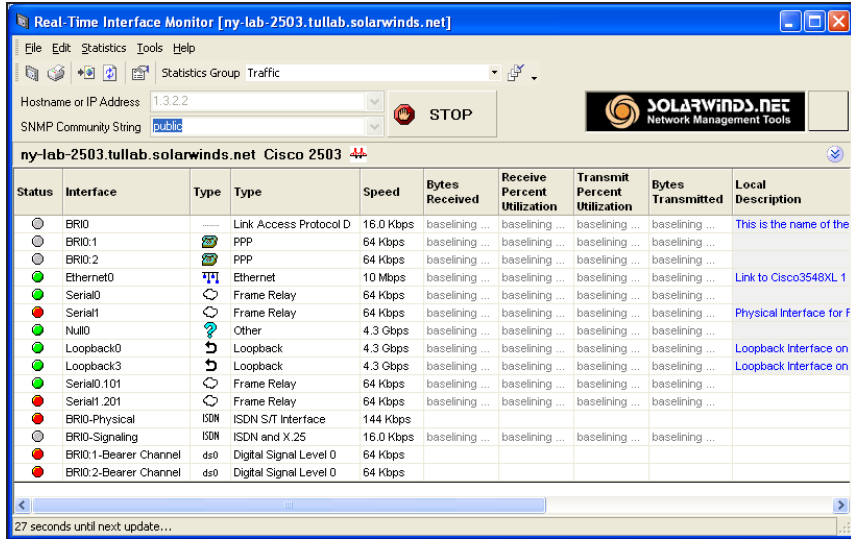 Real-Time Interface Monitor [ny-lab-2503.tullab.solarwinds.net]
File Edit Statistics Tools Help
Statistics Group Traffic
Hostname or IP Address 1.3.2.2
SNMP Community String public
STOP
SOLARWINDS.NET
Network Management Tools
ny-lab-2503.tullab.solarwinds.net Cisco 2503
Status Interface Type Type Speed Bytes Received Receive Percent Utilization Transmit Percent Utilization Bytes Transmitted Local Description
BRI0 Link Access Protocol D 16.0 Kbps baselining ... baselining ... baselining ... baselining ... This is the name of the
BRI0:1 PPP 64 Kbps baselining ... baselining ... baselining ... baselining ...
BRI0:2 PPP 64 Kbps baselining ... baselining ... baselining ... baselining ...
Ethernet0 Ethernet 10 Mbps baselining ... baselining ... baselining ... baselining ... Link to Cisco3548XL 1
Serial0 Frame Relay 64 Kbps baselining ... baselining ... baselining ... baselining ...
Serial1 Frame Relay 64 Kbps baselining ... baselining ... baselining ... baselining ... Physical Interface for F
Null0 ? Other 4.3 Gbps baselining ... baselining ... baselining ... baselining ...
Loopback0 Loopback 4.3 Gbps baselining ... baselining ... baselining ... baselining ... Loopback Interface on
Loopback3 Loopback 4.3 Gbps baselining ... baselining ... baselining ... baselining ... Loopback Interface on
Serial0.101 Frame Relay 64 Kbps baselining ... baselining ... baselining ... baselining ...
Serial1.201 Frame Relay 64 Kbps baselining ... baselining ... baselining ... baselining ...
BRI0-Physical ISDN ISDN S/T Interface 144 Kbps
BRI0-Signaling ISDN ISDN and X.25 16.0 Kbps baselining ... baselining ... baselining ... baselining ...
BRI0:1-Bearer Channel ds0 Digital Signal Level 0 64 Kbps
BRI0:2-Bearer Channel ds0 Digital Signal Level 0 64 Kbps
27 seconds until next update...